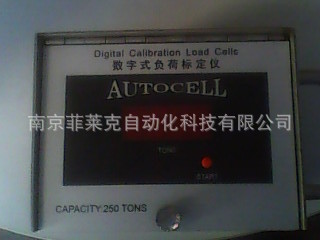 Digital Calibration Load Cells
数字式负荷标定仪
AUTOCELL
南京菲莱克自动化科技有限公司
TONS
START
CAPACITY:250 TONS